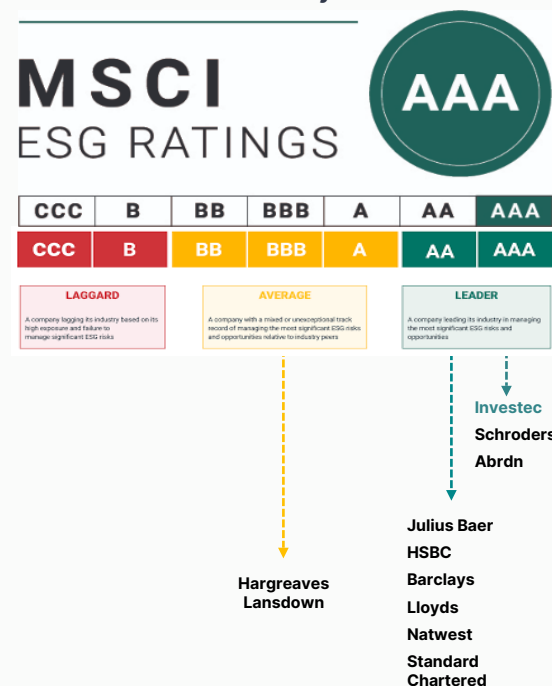 MSCI
ESG RATINGS
AAA
CCC B BB BBB A AA AAA
CCC B BB BBB A AA AAA
LAGGARD
A company lagging its industry based on its
high exposure and failure to
manage significant ESG risks
AVERAGE
A company with a mixed or unexceptional track
record of managing the most significant ESG risks
and opportunities relative to industry peers
LEADER
A company leading its industry in managing
the most significant ESG risks and
opportunities
Investec
Schroders
Abrdn
Julius Baer
HSBC
Barclays
Lloyds
Natwest
Standard
Chartered
Hargreaves
Lansdown